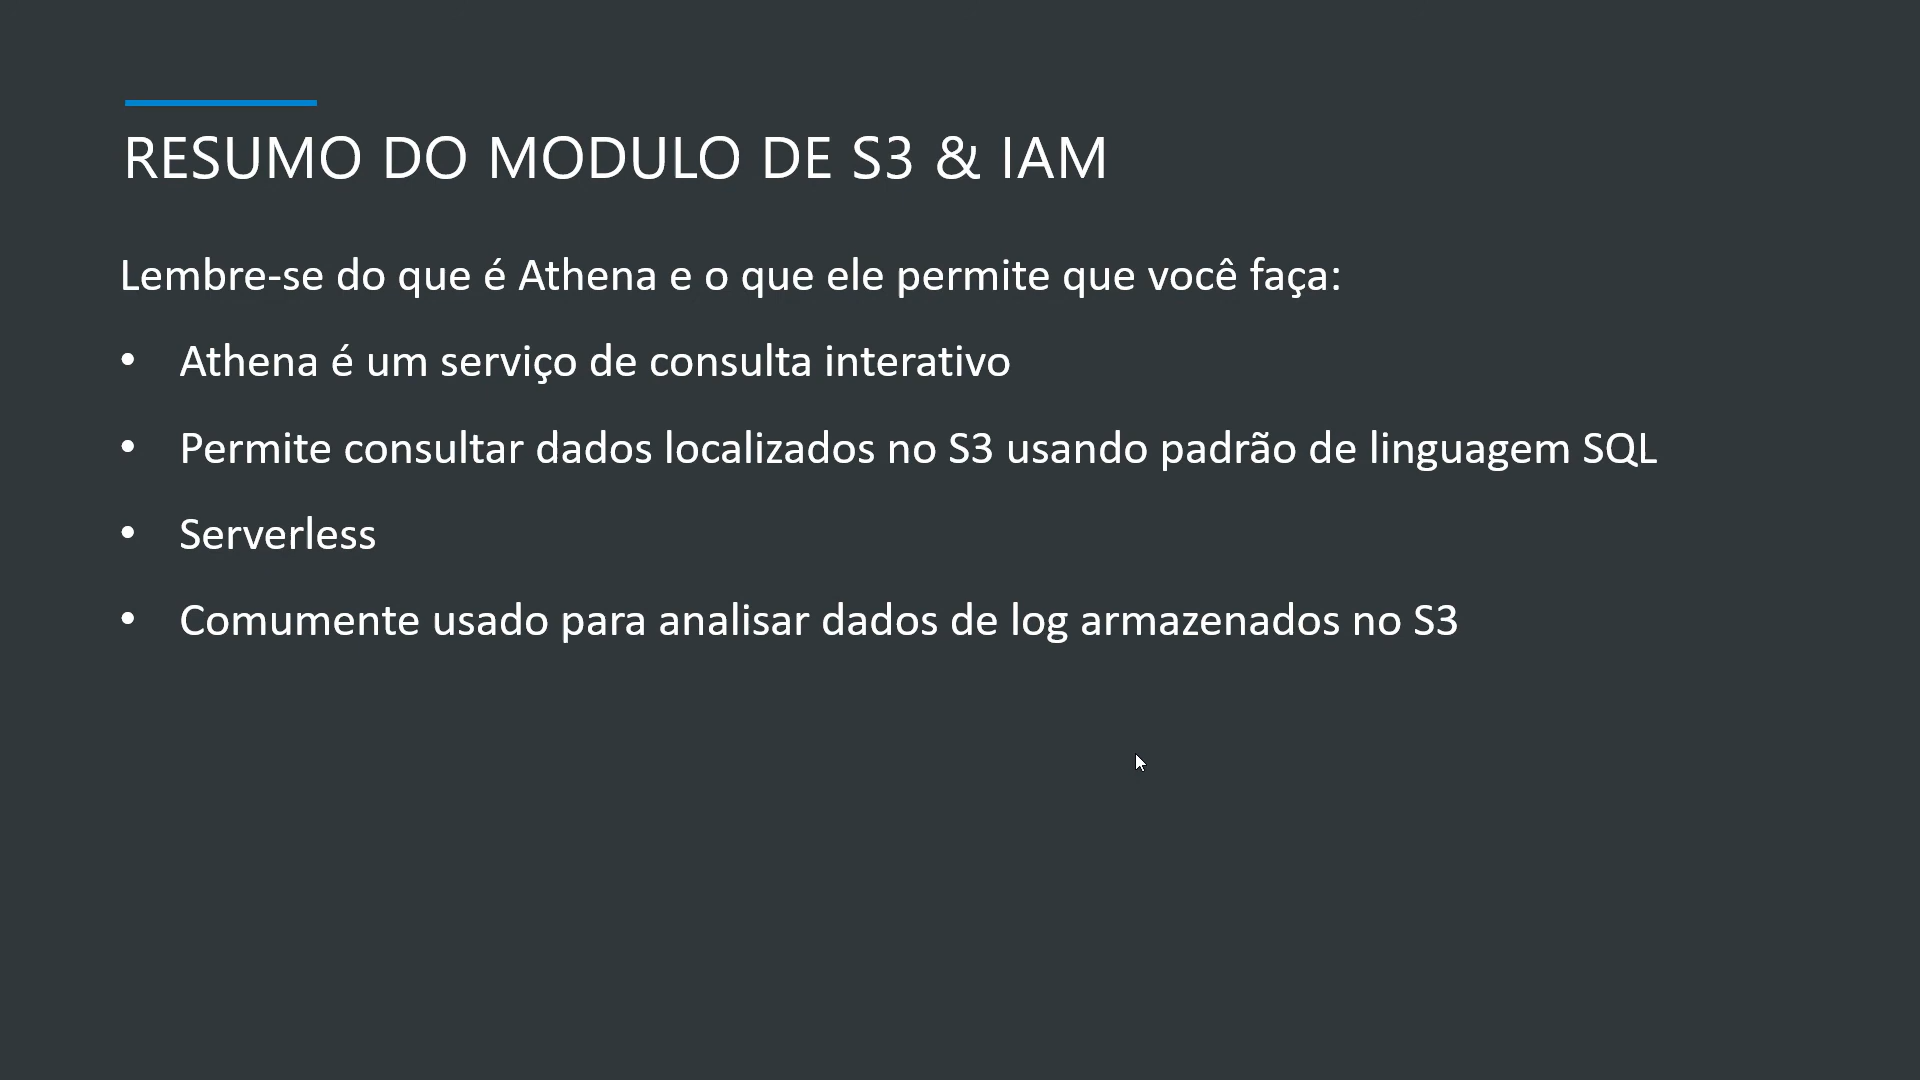 RESUMO DO MODULO DE S3 & IAM
Lembre-se do que é Athena e o que ele permite que você faça:
• Athena é um serviço de consulta interativo
• Permite consultar dados localizados no S3 usando padrão de linguagem SQL
• Serverless
• Comumente usado para analisar dados de log armazenados no S3